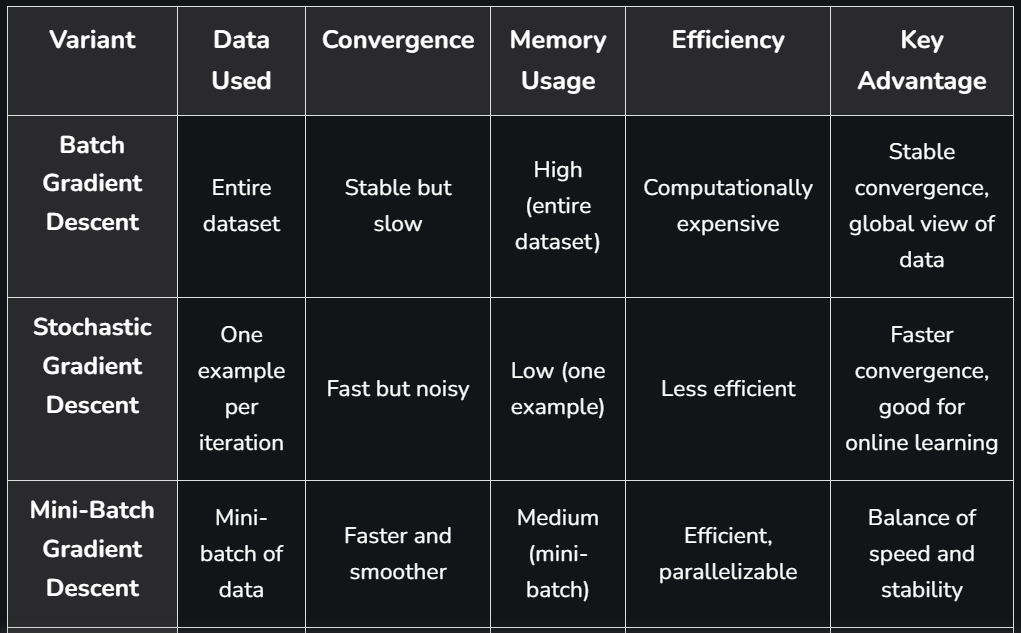 Variant
Data
Used
Convergence
Memory
Usage
Efficiency
Key
Advantage
Batch
Gradient
Descent
Entire
dataset
Stable but
slow
High
(entire
dataset)
Computationally
expensive
Stable
convergence,
global view of
data
Stochastic
Gradient
Descent
One
example
per
iteration
Fast but noisy
Low (one
example)
Less efficient
Faster
convergence,
good for
online learning
Mini-Batch
Gradient
Descent
Mini-
batch of
data
Faster and
smoother
Medium
(mini-
batch)
Efficient,
parallelizable
Balance of
speed and
stability